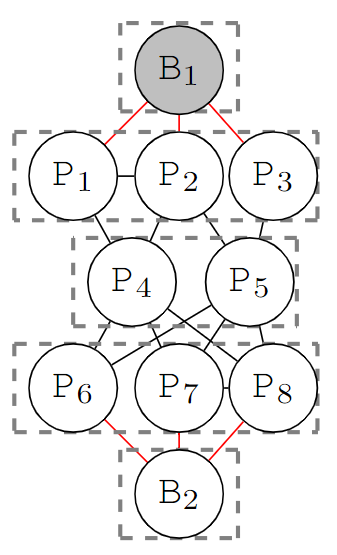 B₁
P₁ P₂ P₃
P₄ P₅
P₆ P₇ P₈
B₂